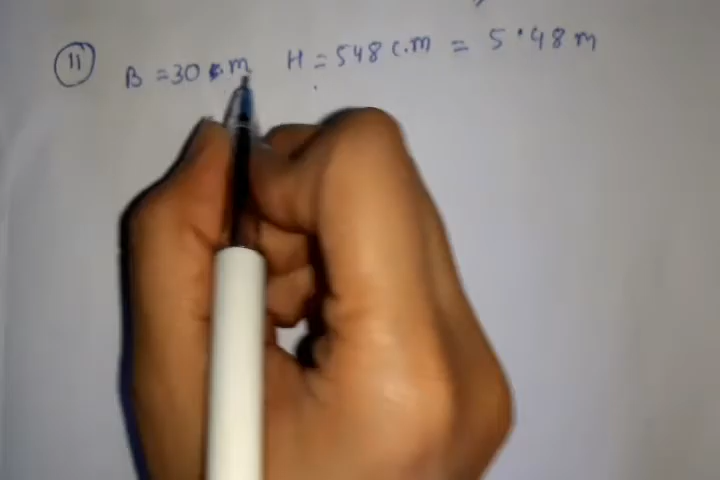 11 B = 30 m H = 548 c.m = 5.48 m